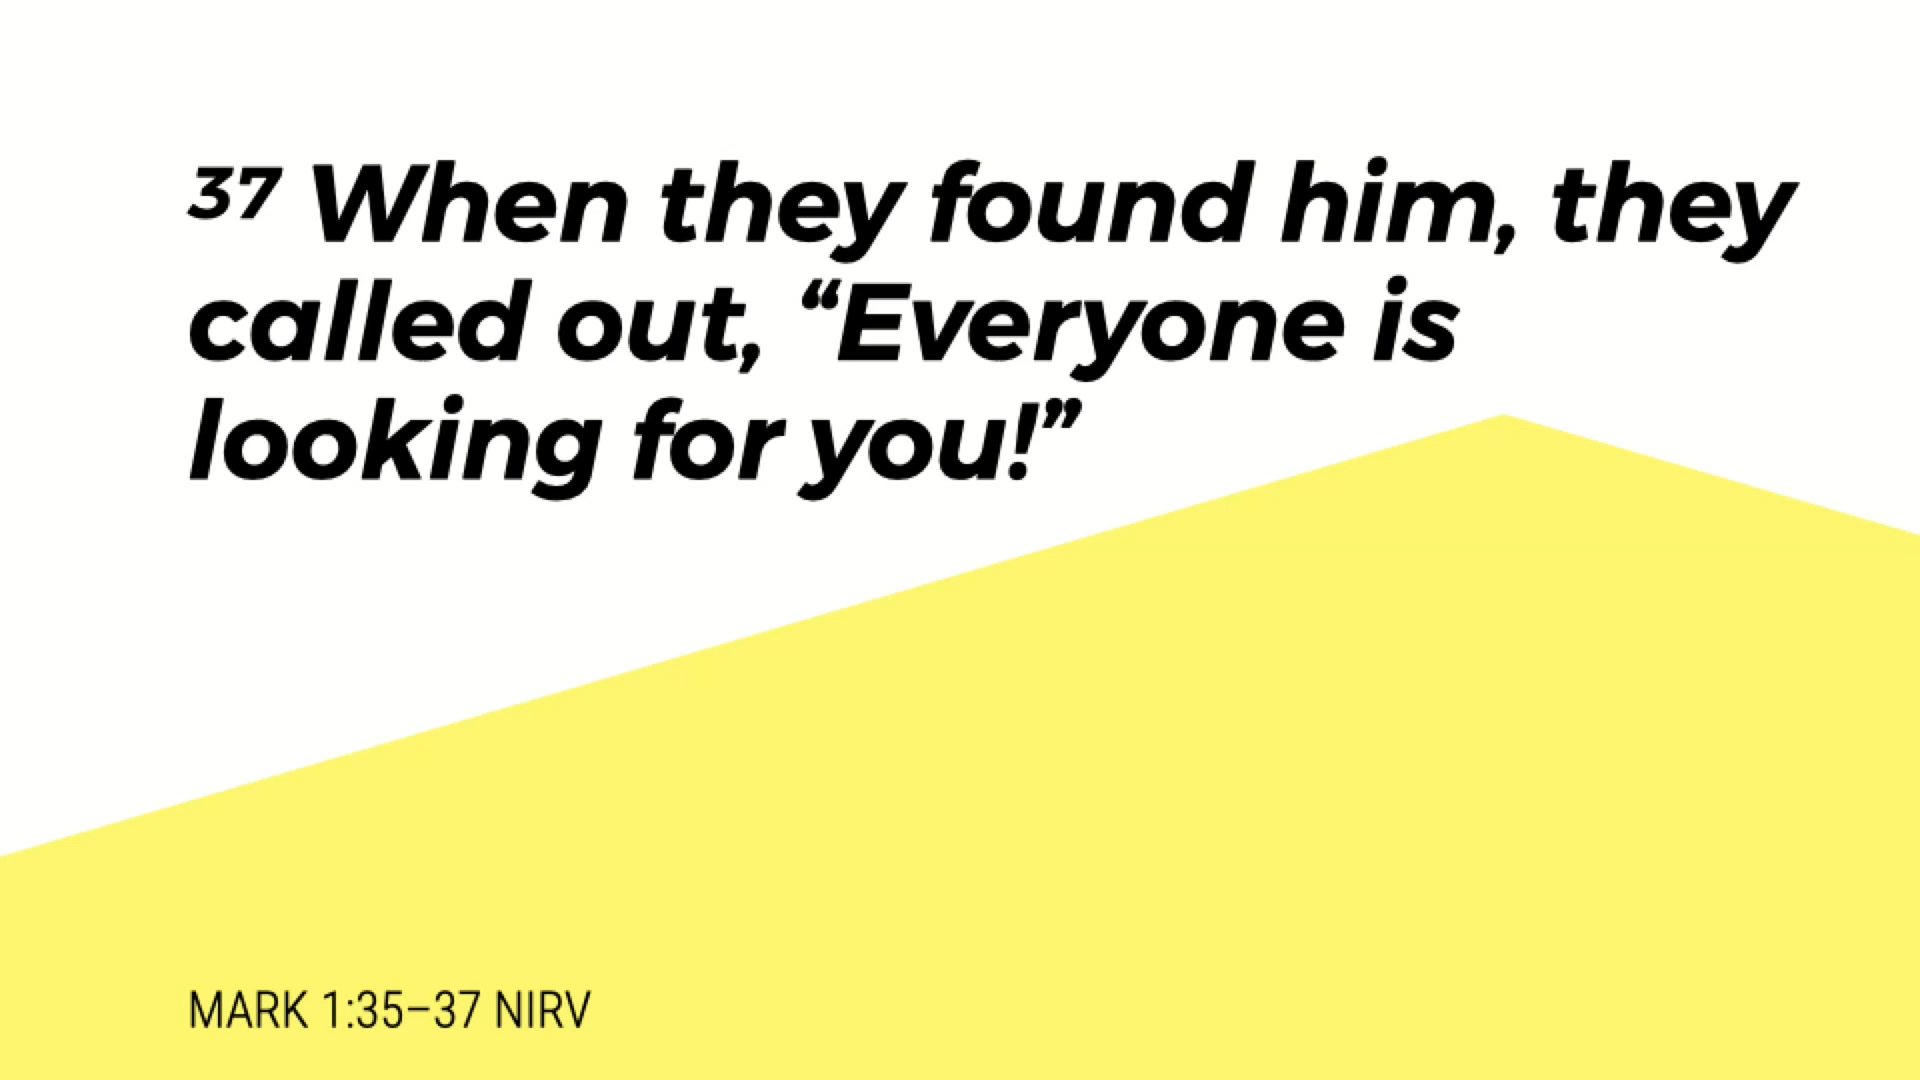 37 When they found him, they
called out, “Everyone is
looking for you!”
MARK 1:35–37 NIRV